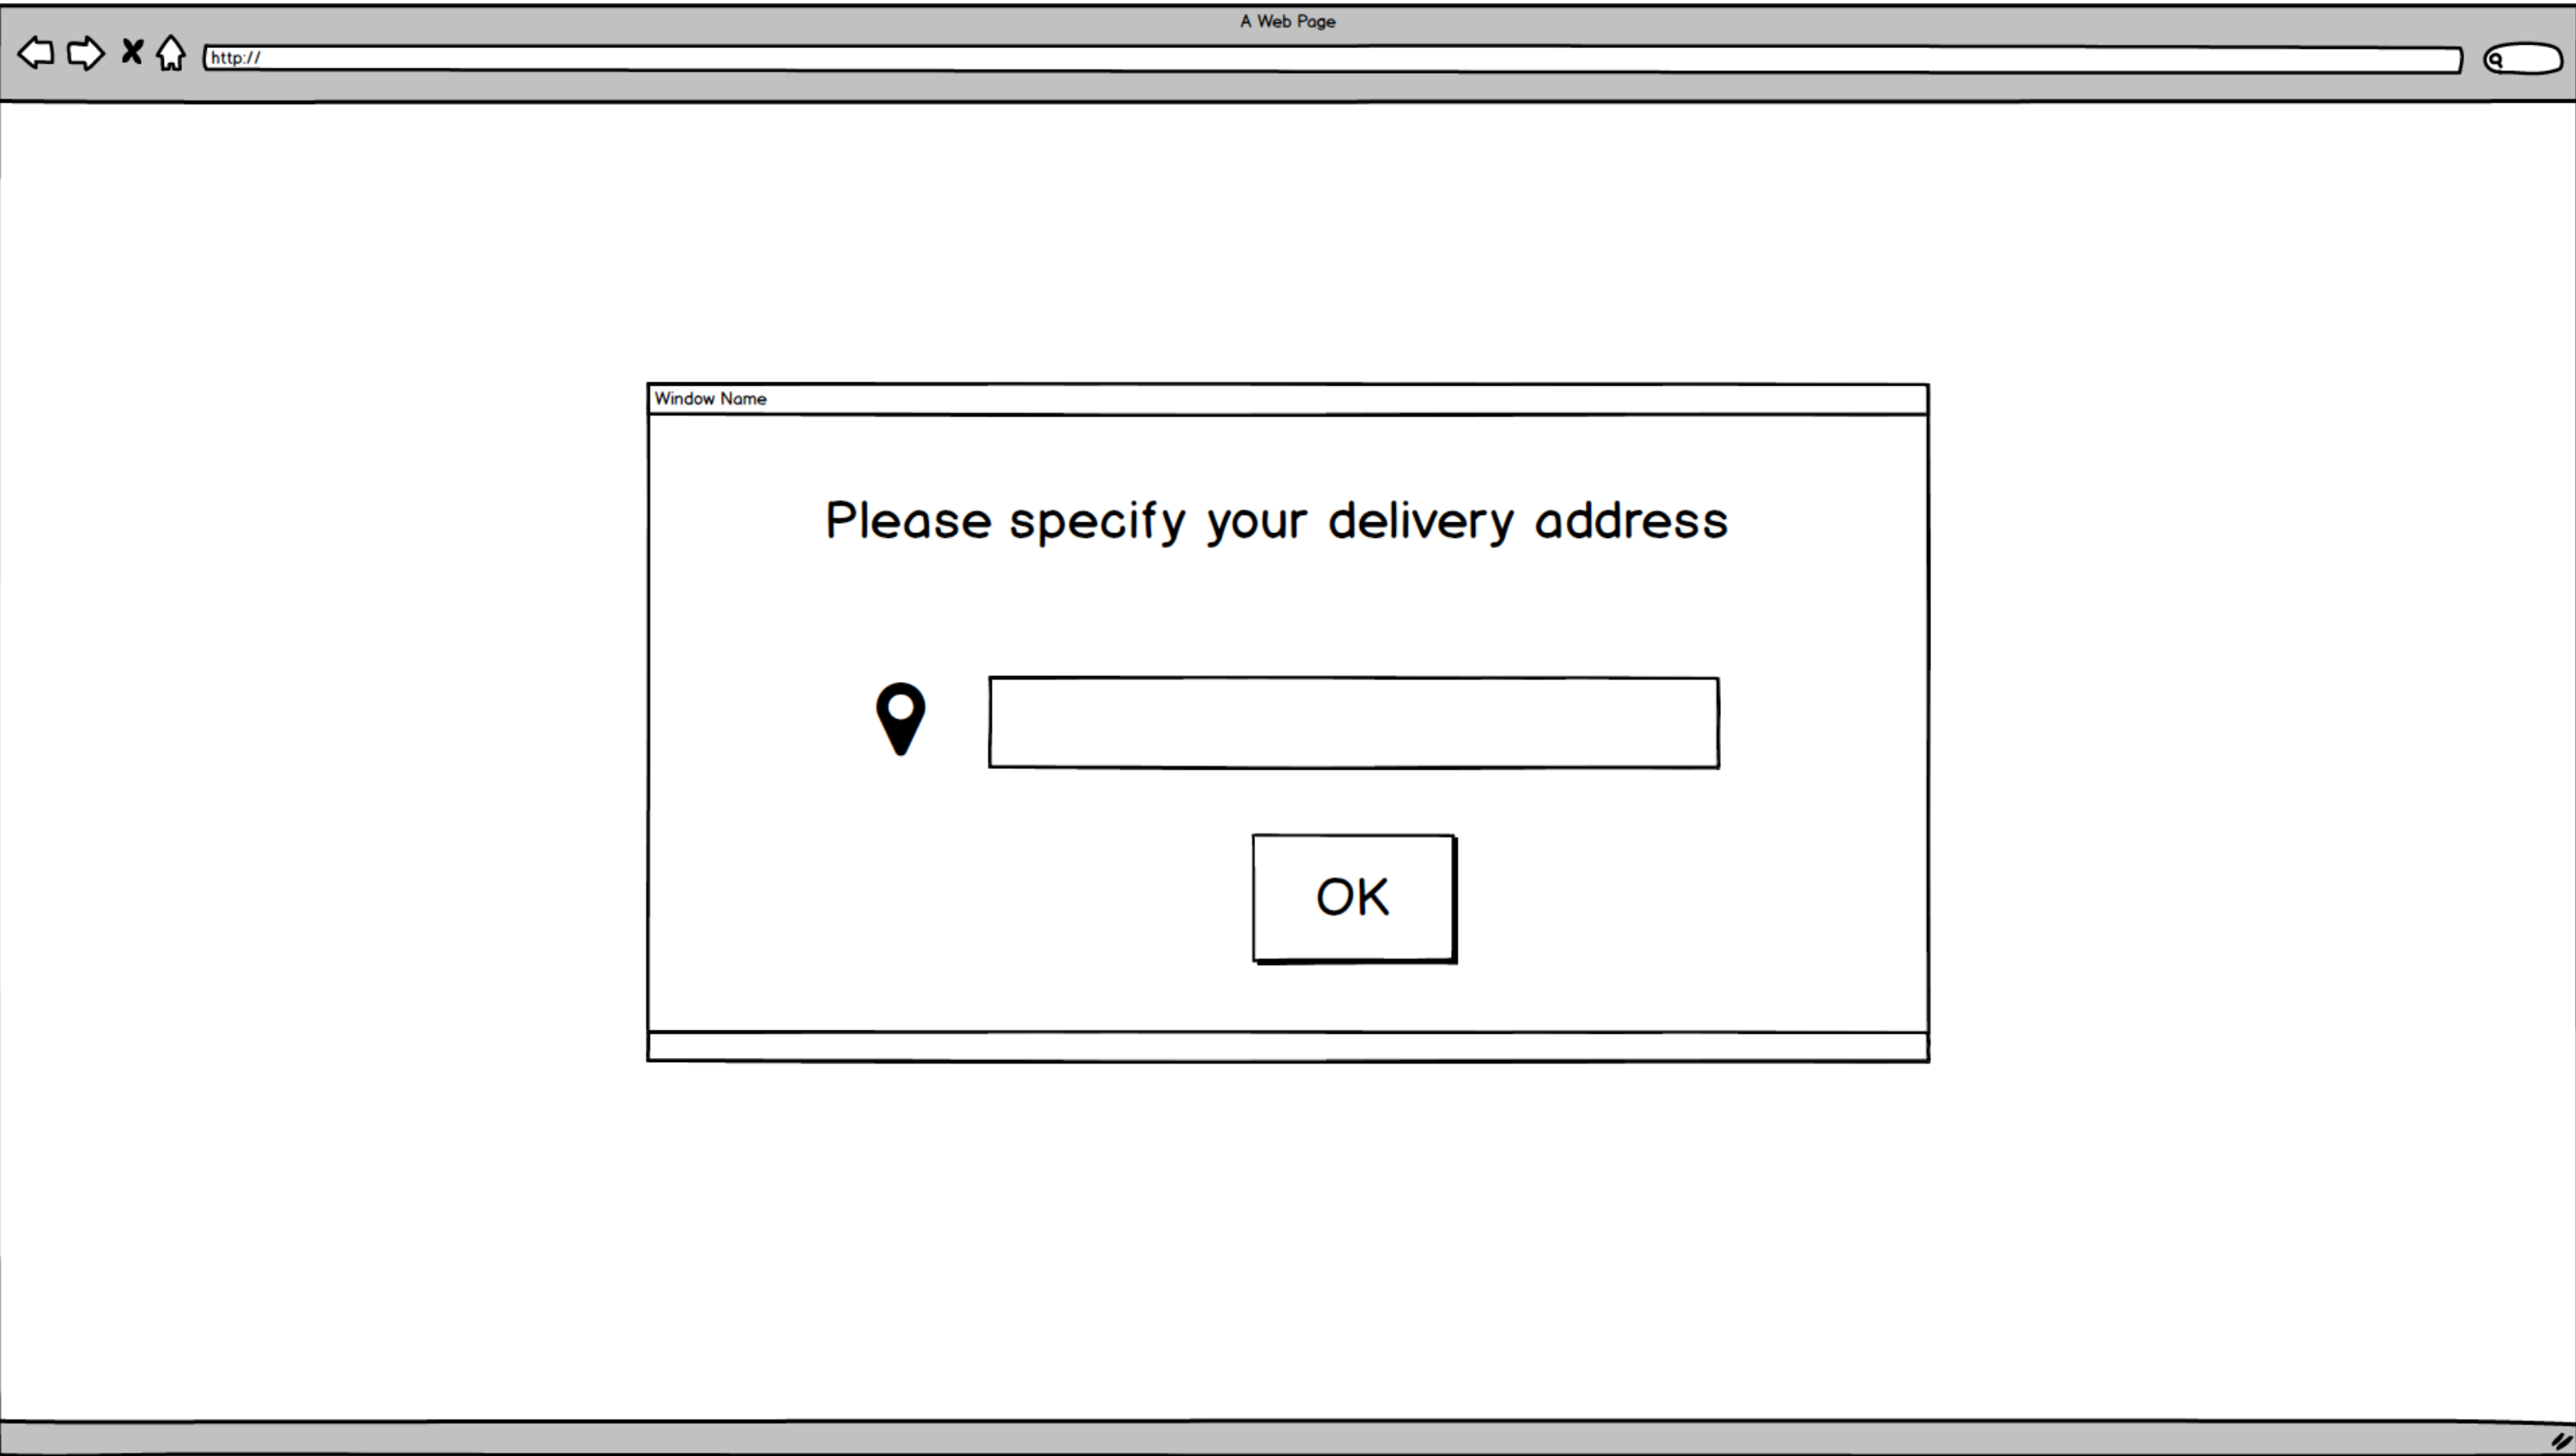 A Web Page
http://
Window Name
Please specify your delivery address
OK